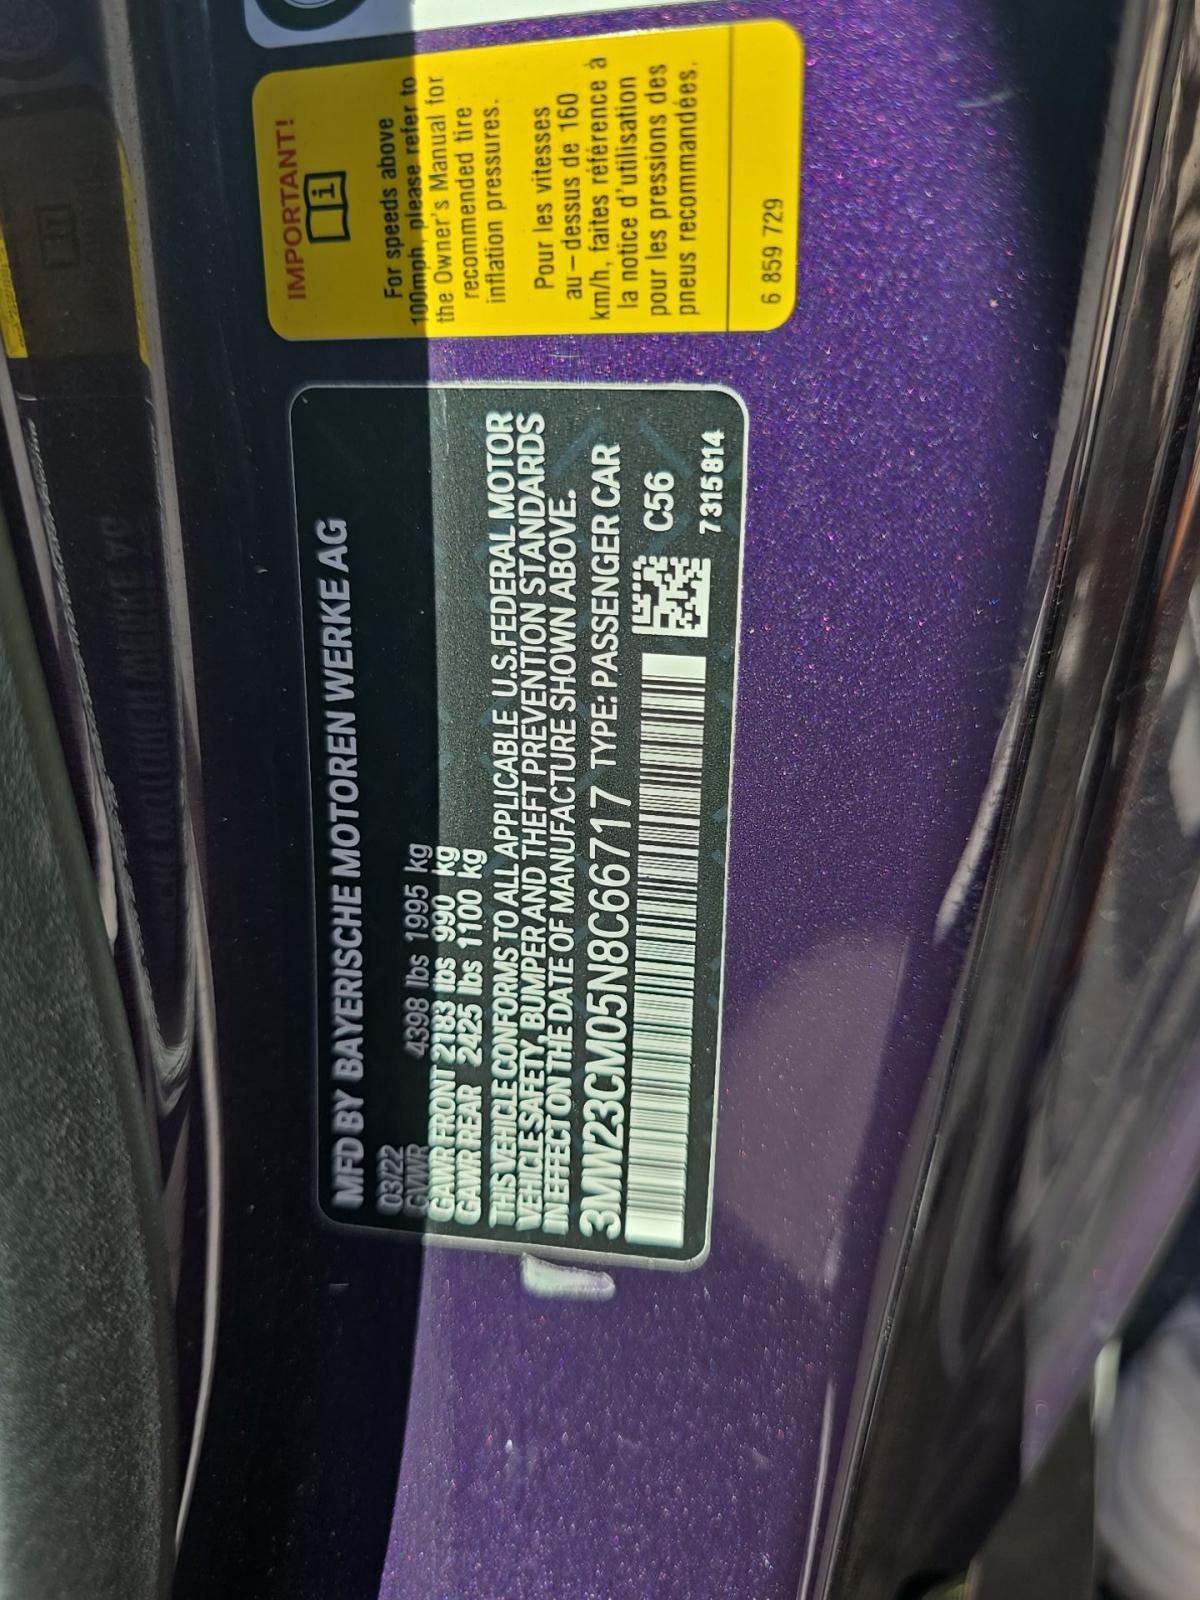 IMPORTANT!
i
For speeds above
100mph, please refer to
the Owner's Manual for
recommended tire
inflation pressures.
Pour les vitesses
au-dessus de 160
km/h, faites référence à
la notice d'utilisation
pour les pressions des
pneus recommandées.
6 859 729
MFD BY BAYERISCHE MOTOREN WERKE AG
03/22
GVWR 4398 lbs 1995 kg
GAWR FRONT 2183 lbs 990 kg
GAWR REAR 2425 lbs 1100 kg
THIS VEHICLE CONFORMS TO ALL APPLICABLE U.S.FEDERAL MOTOR
VEHICLE SAFETY, BUMPER AND THEFT PREVENTION STANDARDS
IN EFFECT ON THE DATE OF MANUFACTURE SHOWN ABOVE.
3MW23CM05N8C66717 TYPE: PASSENGER CAR
C56
7 315 814